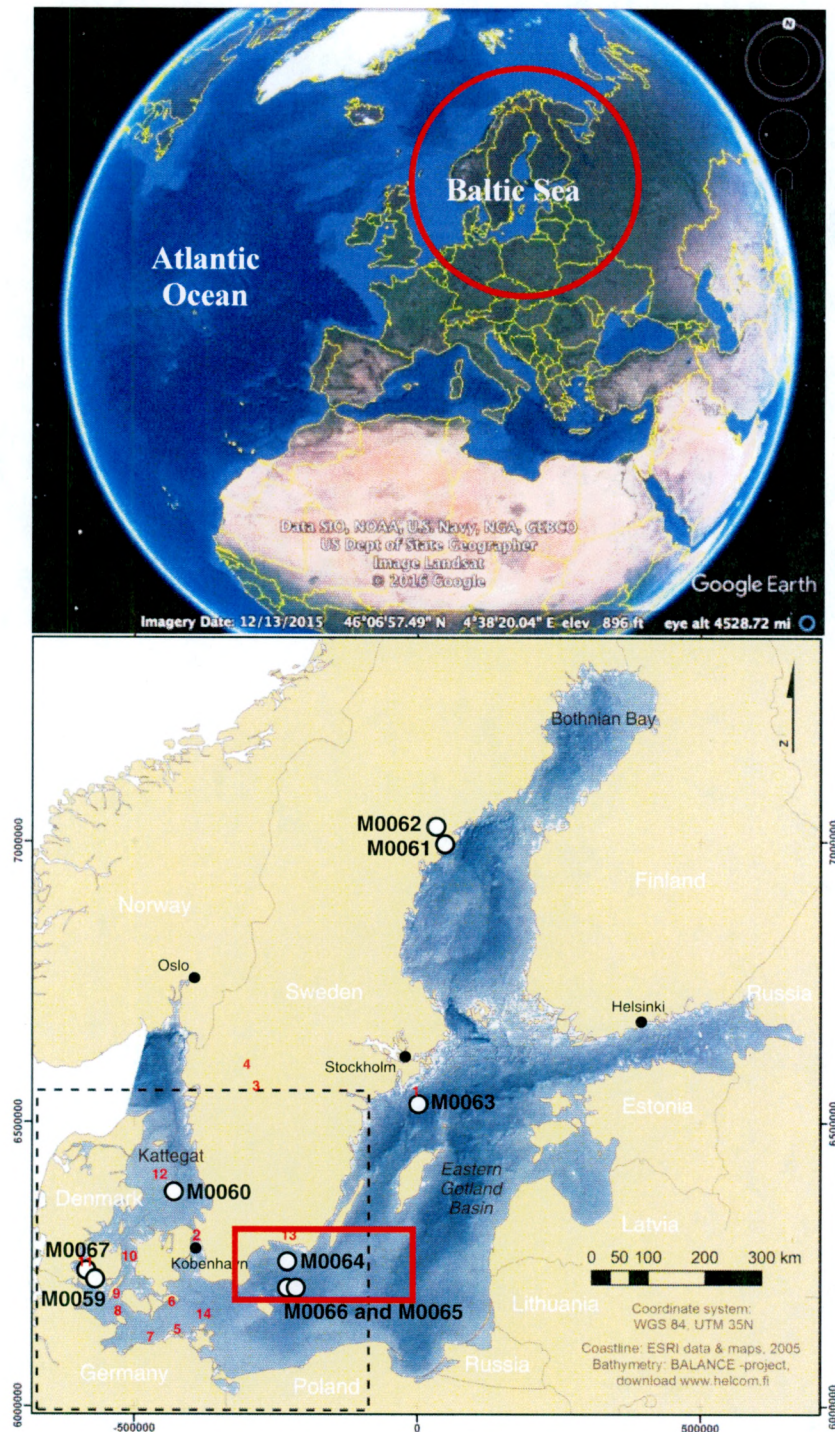 N
Baltic Sea
Atlantic
Ocean
Data SIO, NOAA, U.S. Navy, NGA, GEBCO
US Dept of State Geographer
Image Landsat
© 2016 Google
Google Earth
Imagery Date: 12/13/2015 46°06'57.49" N 4°38'20.04" E elev 896 ft eye alt 4528.72 mi
Bothnian Bay
N
M0062
M0061
7000000
7000000
Finland
Norway
Oslo
Sweden
Helsinki
Russia
Stockholm
4
3
1
M0063
Estonia
6500000
6500000
Kattegat
12
Denmark
M0060
Eastern
Gotland
Basin
Latvia
2
13
M0067
10
Kobenhavn
M0064
0 50 100 200 300 km
11
M0059
9
6
8
14
M0066 and M0065
Lithuania
7
5
Coordinate system:
WGS 84, UTM 35N
Germany
Poland
Russia
Coastline: ESRI data & maps, 2005
Bathymetry: BALANCE -project,
download www.helcom.fi
6000000
6000000
-500000
0
500000